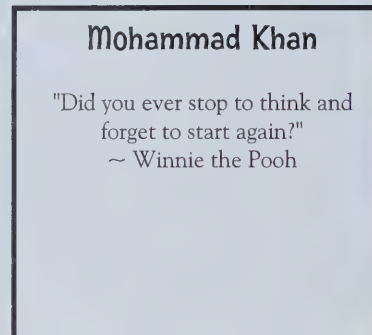 Mohammad Khan
"Did you ever stop to think and
forget to start again?"
~ Winnie the Pooh